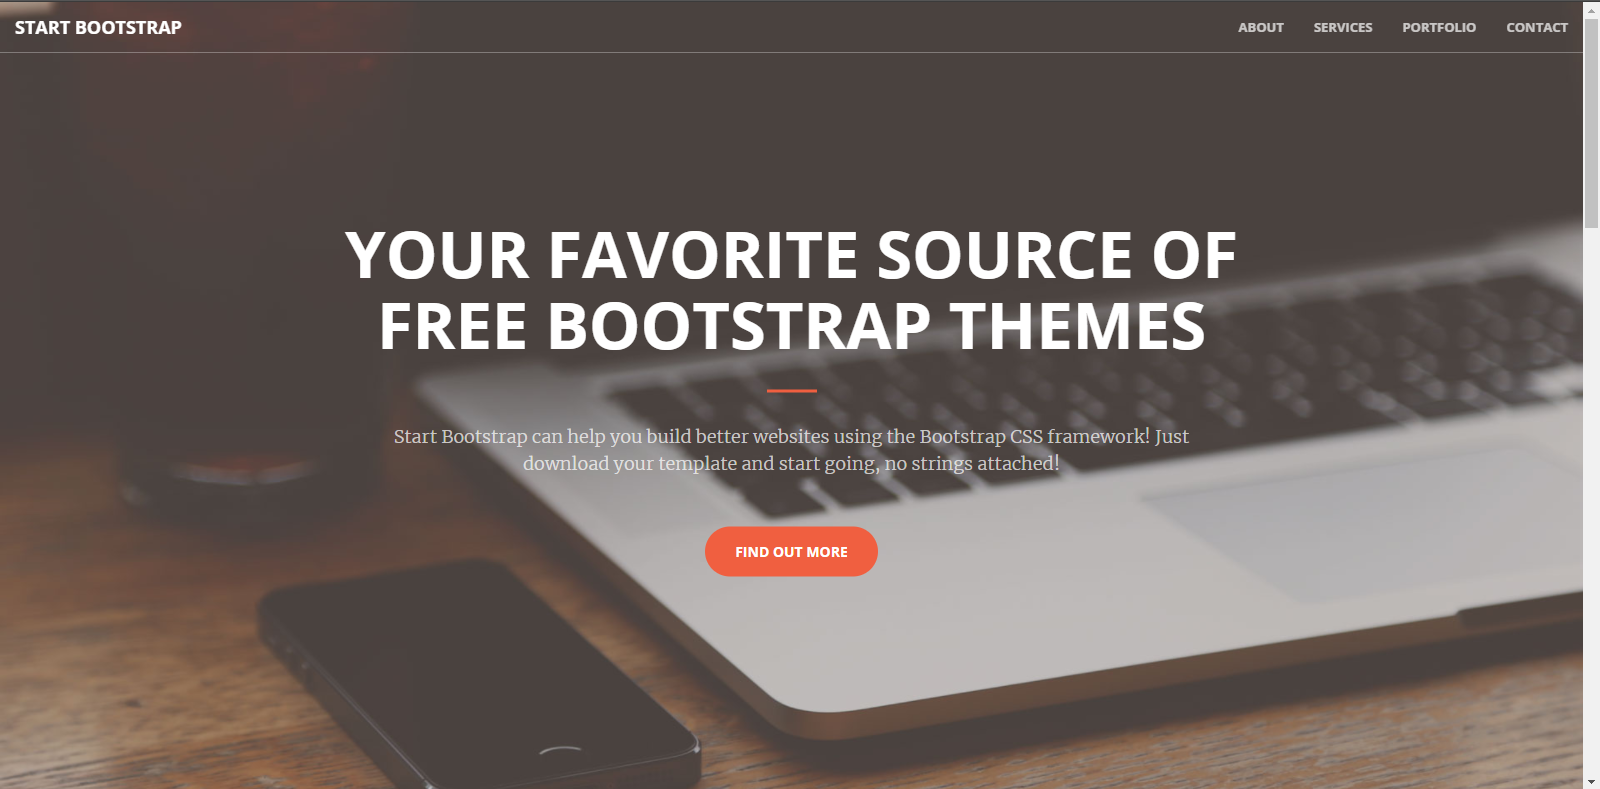 START BOOTSTRAP
ABOUT SERVICES PORTFOLIO CONTACT
YOUR FAVORITE SOURCE OF
FREE BOOTSTRAP THEMES
Start Bootstrap can help you build better websites using the Bootstrap CSS framework! Just
download your template and start going, no strings attached!
FIND OUT MORE